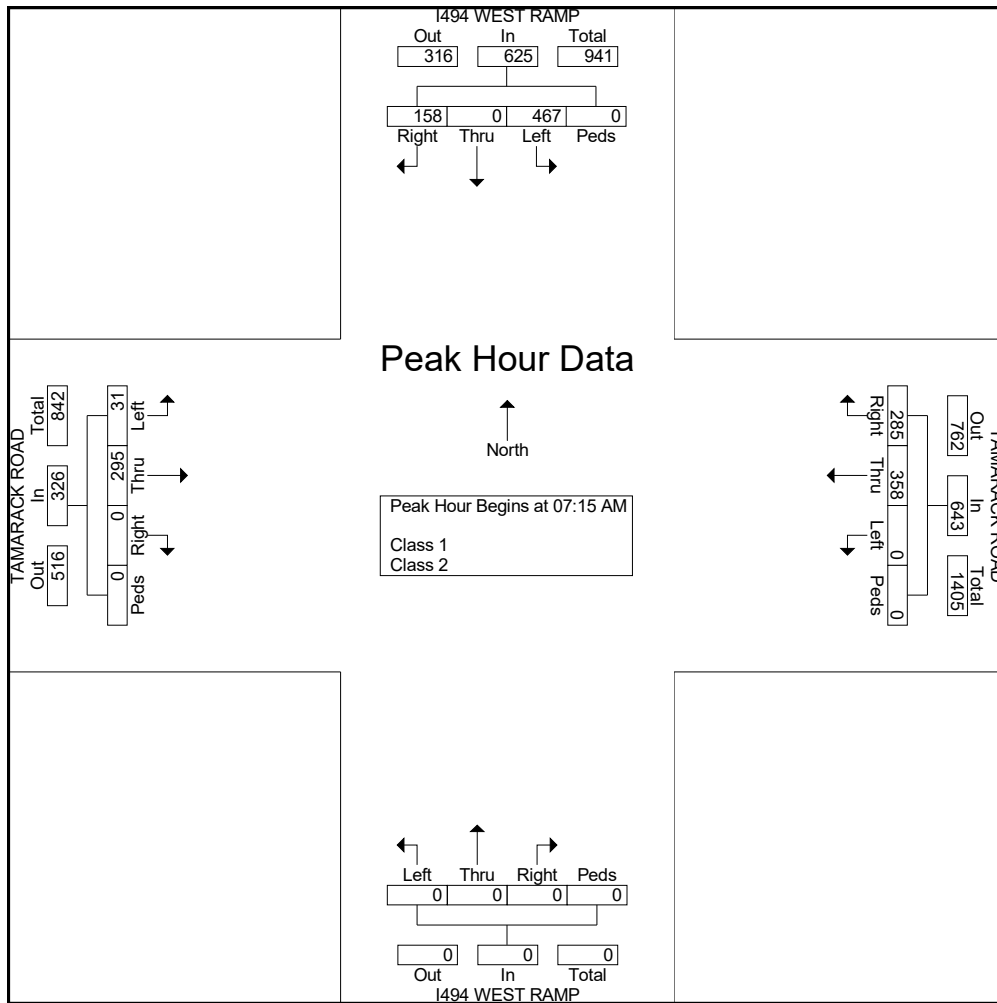 I494 WEST RAMP
Out In Total
316 625 941
158 0 467 0
Right Thru Left Peds
Peak Hour Data
North
Peak Hour Begins at 07:15 AM
Class 1
Class 2
TAMARACK ROAD
Total In Out
842 326 516
31 295 0 0
Left Thru Right Peds
TAMARACK ROAD
Out In Total
762 643 1405
285 358 0 0
Right Thru Left Peds
Left Thru Right Peds
0 0 0 0
0 0 0
Out In Total
I494 WEST RAMP